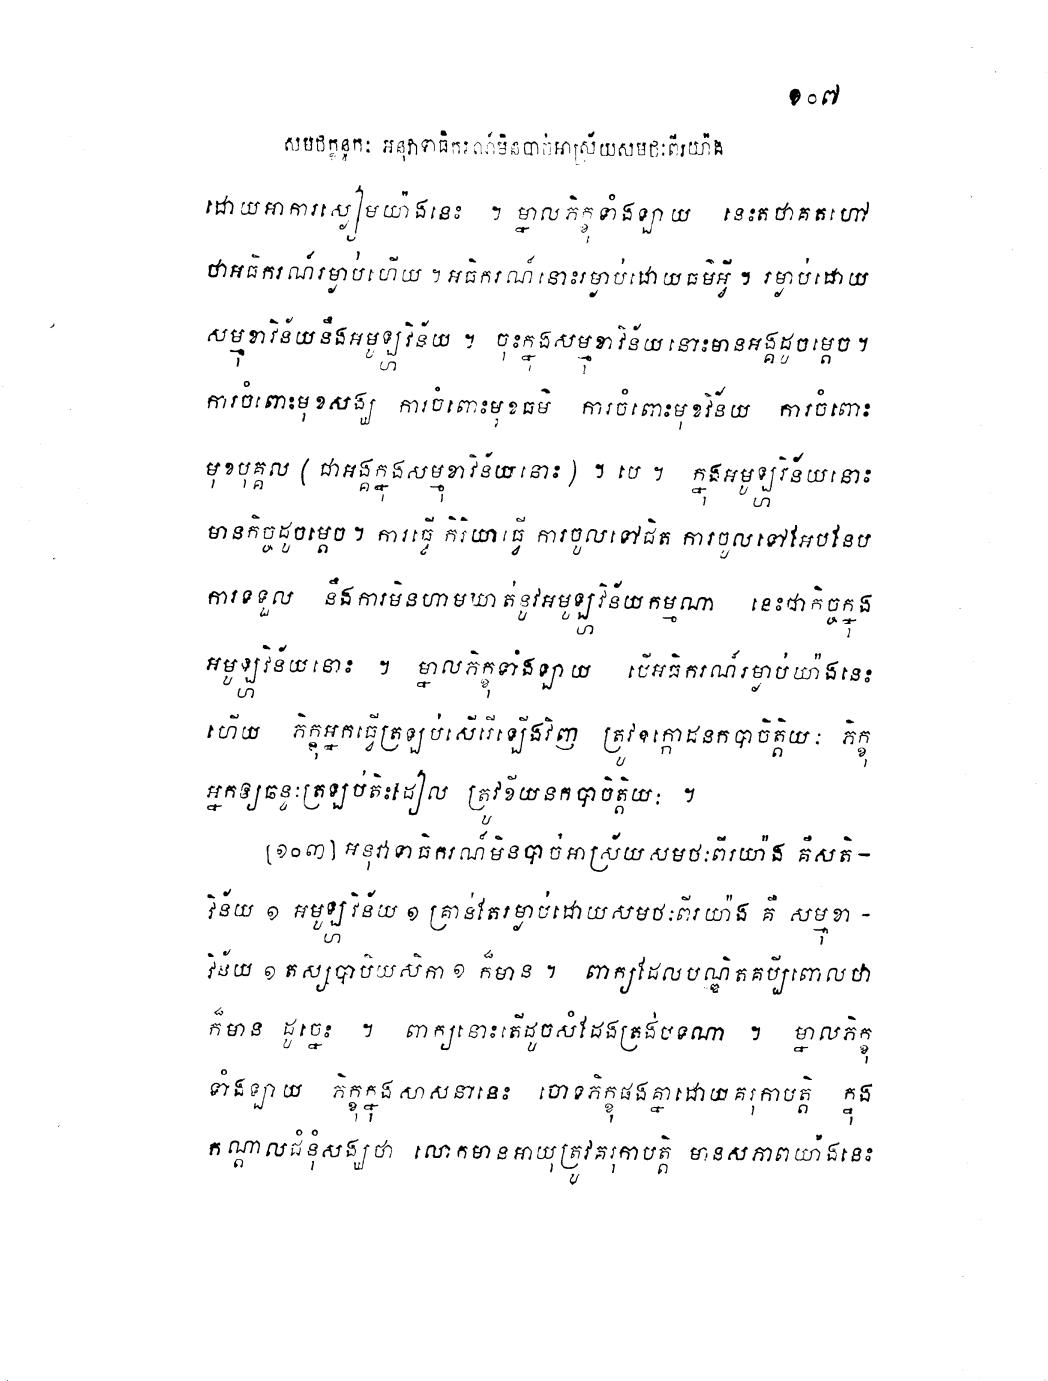 ១០៧
សមថក្ខន្ធកៈ អនុវាទាធិករណ៍មិនបាច់អាស្រ័យសមថៈពីរយ៉ាង
ដោយអាការស្ងៀមយ៉ាងនេះ ។ ម្នាលភិក្ខុទាំងឡាយ នេះតថាគតហៅ
ថាអធិករណ៍រម្ងាប់ហើយ ។ អធិករណ៍នោះរម្ងាប់ដោយធម៌អ្វី ។ រម្ងាប់ដោយ
សម្មុខាវិន័យនឹងអមូឡ្ហវិន័យ ។ ចុះក្នុងសម្មុខាវិន័យនោះមានអង្គដូចម្តេច ។
ការចំពោះមុខសង្ឃ ការចំពោះមុខធម៌ ការចំពោះមុខវិន័យ ការចំពោះ
មុខបុគ្គល ( ជាអង្គក្នុងសម្មុខាវិន័យនោះ ) ។ បេ ។ ក្នុងអមូឡ្ហវិន័យនោះ
មានកិច្ចដូចម្តេច ។ ការធ្វើ កិរិយាធ្វើ ការចូលទៅជិត ការចូលទៅអែបនែប
ការទទួល នឹងការមិនហាមឃាត់នូវអមូឡ្ហវិន័យកម្មណា នេះជាកិច្ចក្នុង
អមូឡ្ហវិន័យនោះ ។ ម្នាលភិក្ខុទាំងឡាយ បើអធិករណ៍រម្ងាប់យ៉ាងនេះ
ហើយ ភិក្ខុអ្នកធ្វើត្រឡប់សើរើឡើងវិញ ត្រូវឧក្កោដនកបាចិត្តិយៈ ភិក្ខុ
អ្នកឲ្យឆន្ទៈត្រឡប់តិះដៀល ត្រូវខីយនកបាចិត្តិយៈ ។
[១០៣] អនុវាទាធិករណ៍មិនបាច់អាស្រ័យសមថៈពីរយ៉ាង គឺសតិ-
វិន័យ ១ អមូឡ្ហវិន័យ ១ គ្រាន់តែរម្ងាប់ដោយសមថៈពីរយ៉ាង គឺ សម្មុខា-
វិន័យ ១ តស្សបាបិយសិកា ១ ក៏មាន ។ ពាក្យដែលបណ្ឌិតគប្បីពោលថា
ក៏មាន ដូច្នេះ ។ ពាក្យនោះតើដូចសំដែងត្រង់បទណា ។ ម្នាលភិក្ខុ
ទាំងឡាយ ភិក្ខុក្នុងសាសនានេះ ចោទភិក្ខុផងគ្នាដោយគរុកាបត្តិ ក្នុង
កណ្តាលជំនុំសង្ឃថា លោកមានអាយុត្រូវគរុកាបត្តិ មានសភាពយ៉ាងនេះ